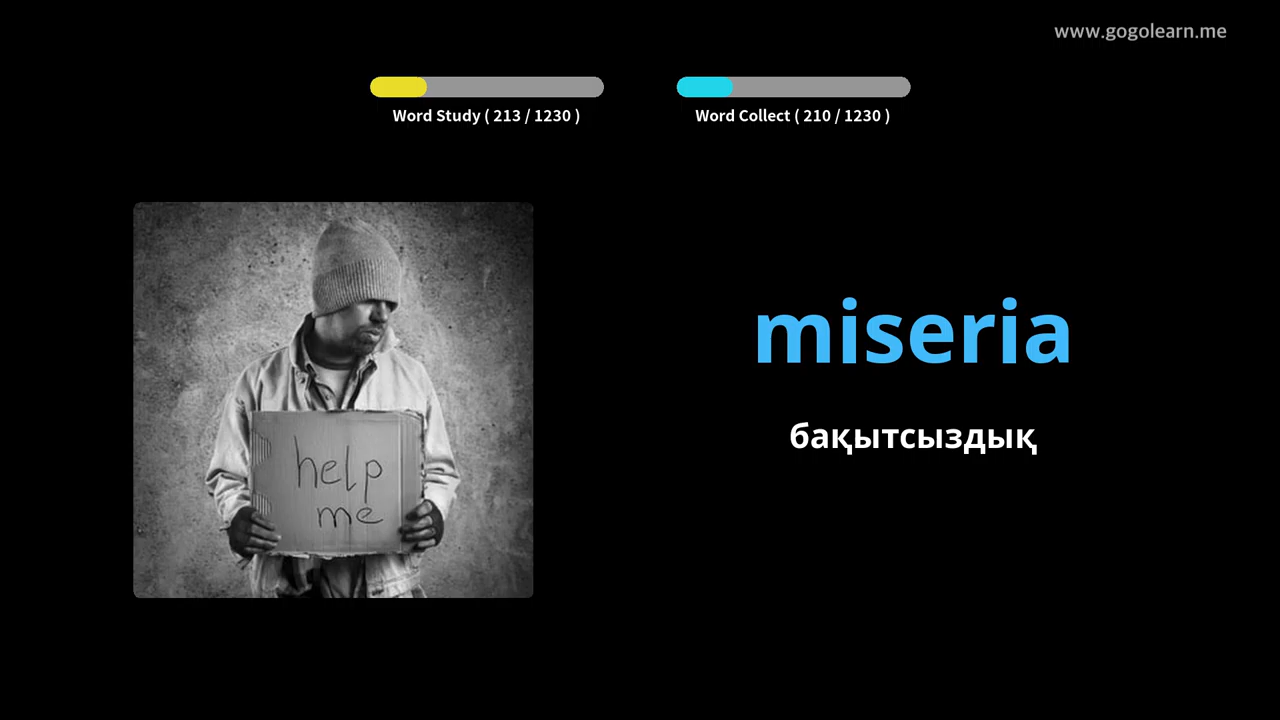 www.gogolearn.me
Word Study ( 213 / 1230 )
Word Collect ( 210 / 1230 )
help
me
miseria
бақытсыздық